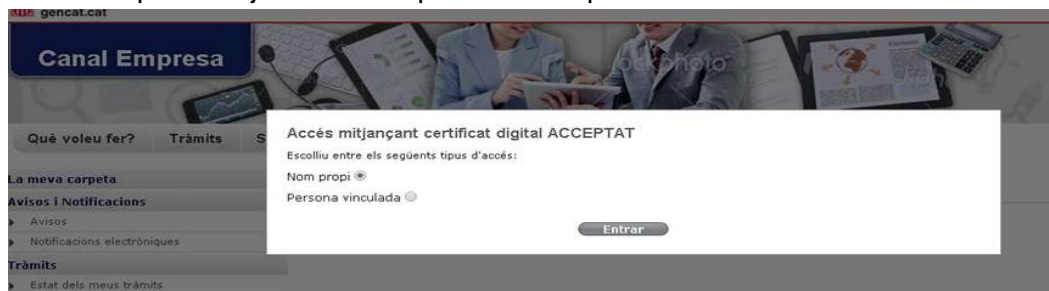 gencat.cat
Canal Empresa
Què voleu fer? Tràmits S
Accés mitjançant certificat digital ACCEPTAT
Escolliu entre els següents tipus d'accés:
Nom propi
Persona vinculada
Entrar
La meva carpeta
Avisos i Notificacions
Avisos
Notificacions electròniques
Tràmits
Estat dels meus tràmits